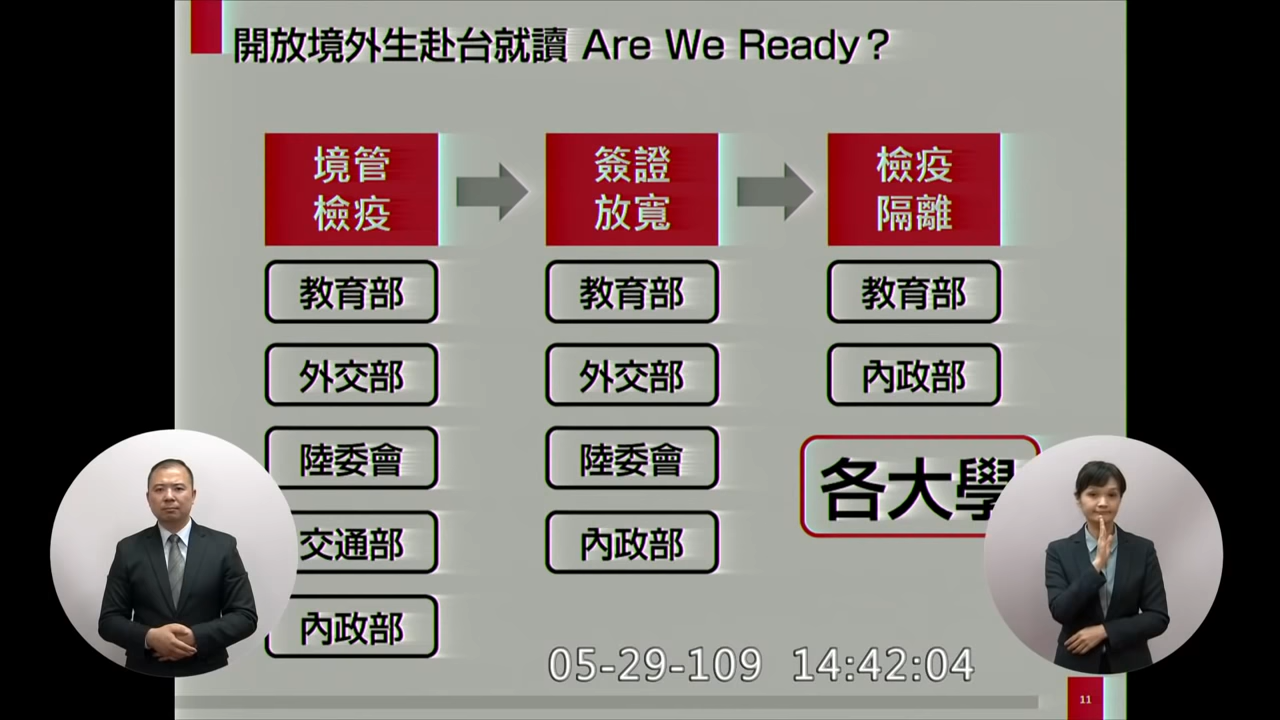 開放境外生赴台就讀 Are We Ready？
境管
檢疫
簽證
放寬
檢疫
隔離
教育部
教育部
教育部
外交部
外交部
內政部
陸委會
陸委會
各大學
交通部
內政部
內政部
05-29-109 14:42:04
11